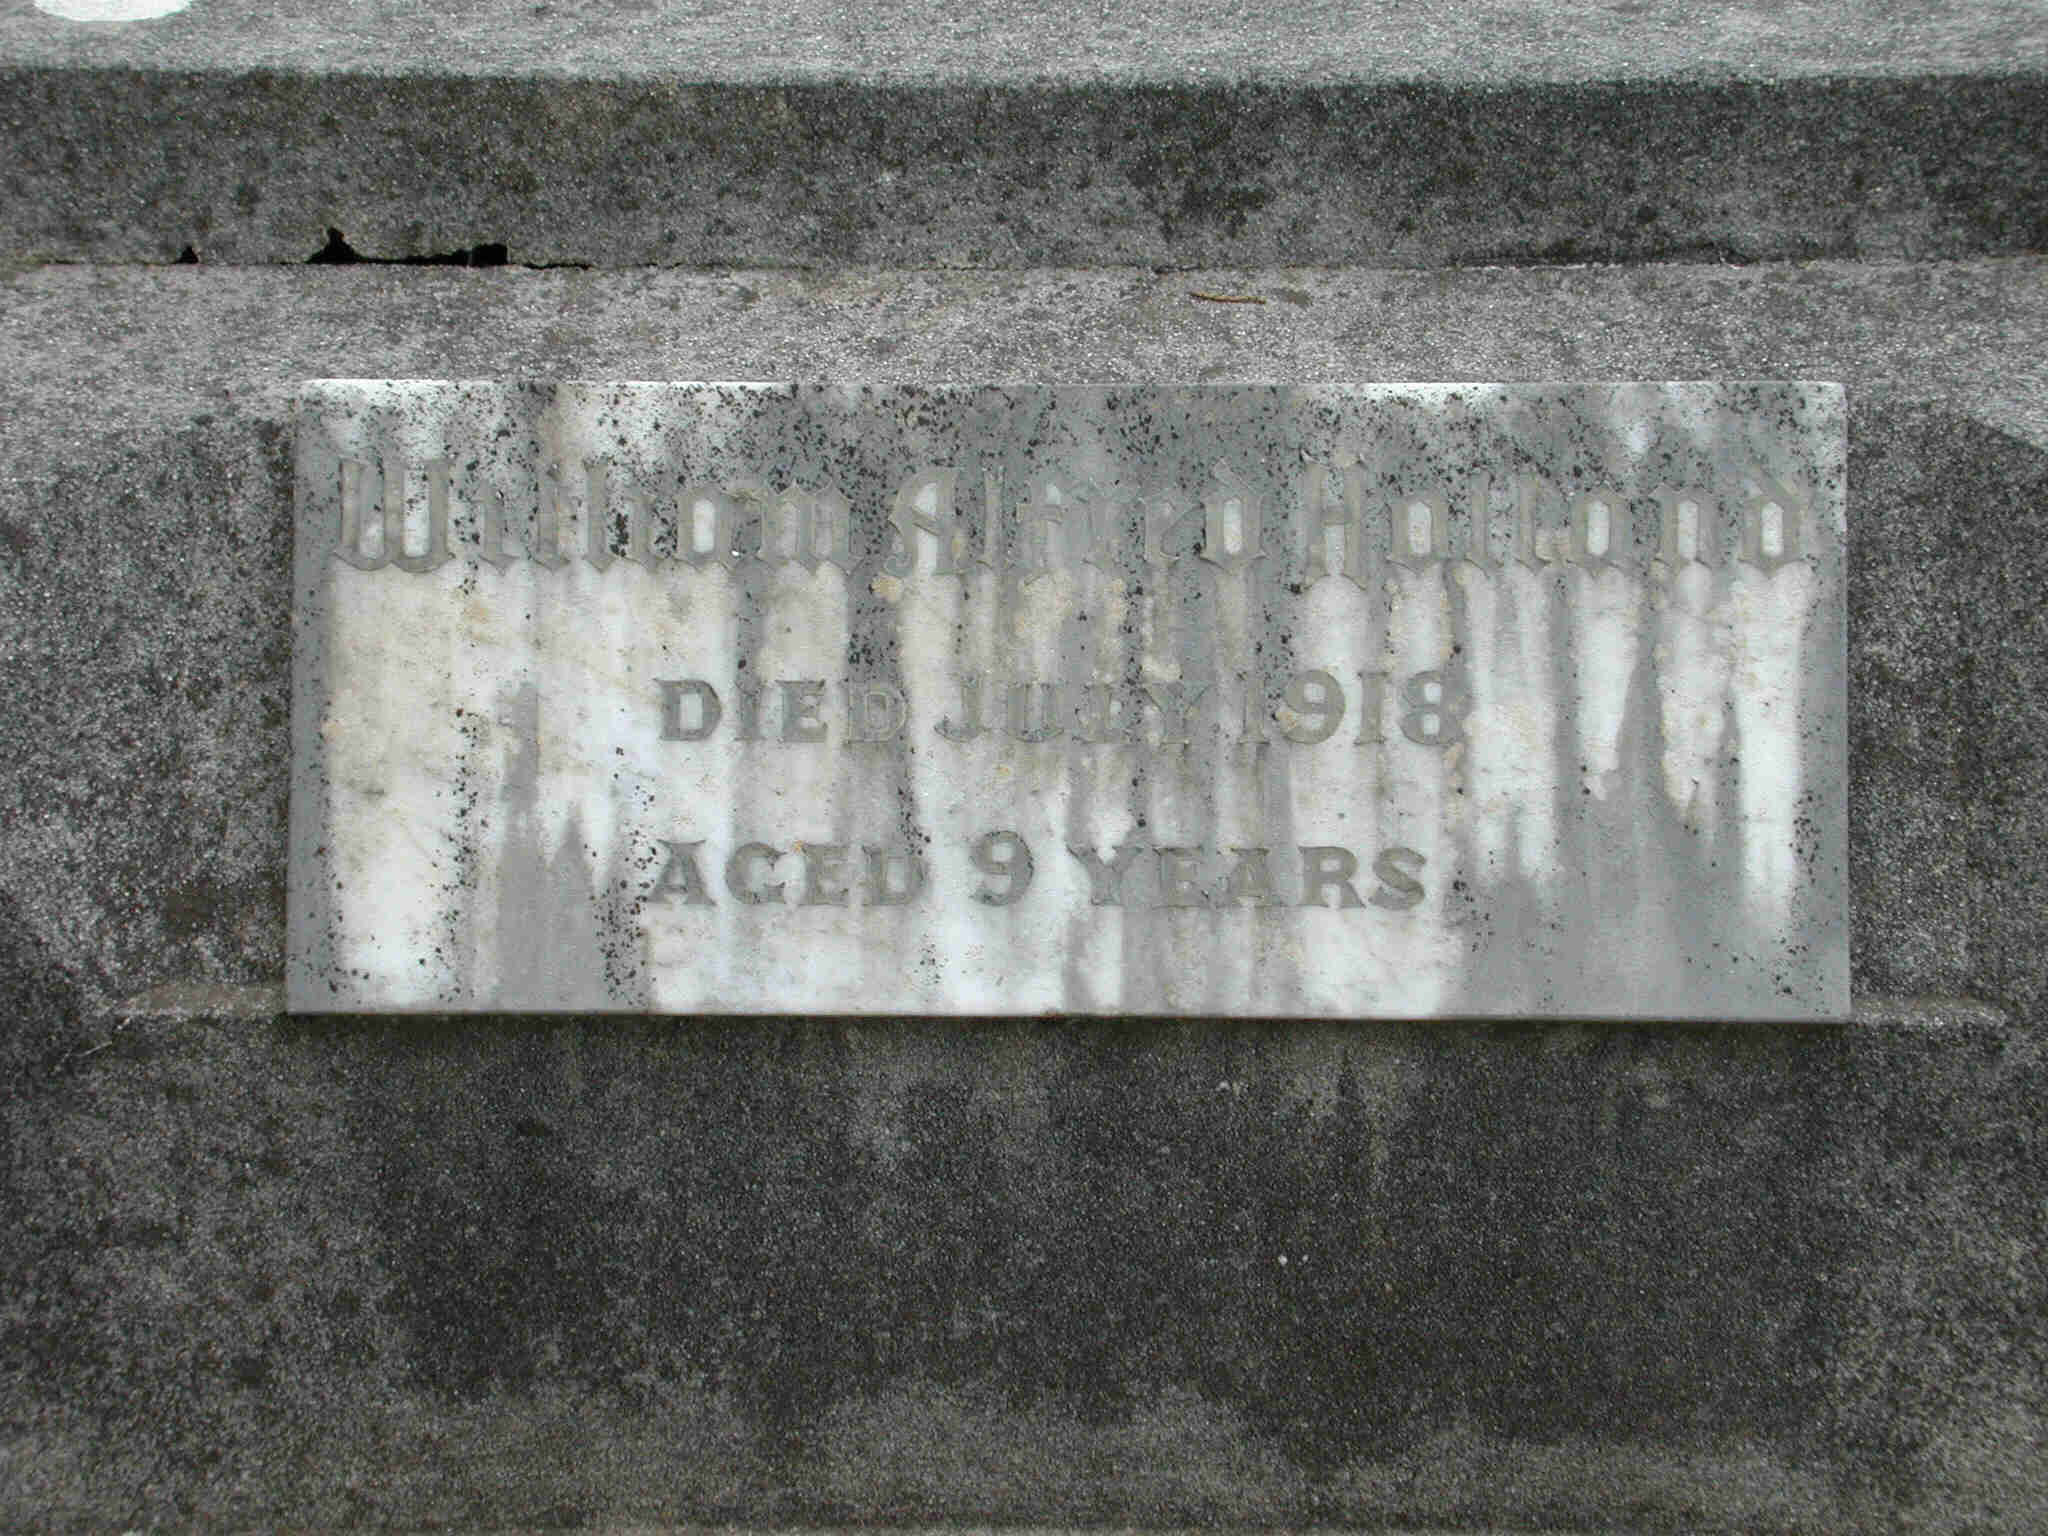 William Alfred Holland
DIED JULY 1918
AGED 9 YEARS